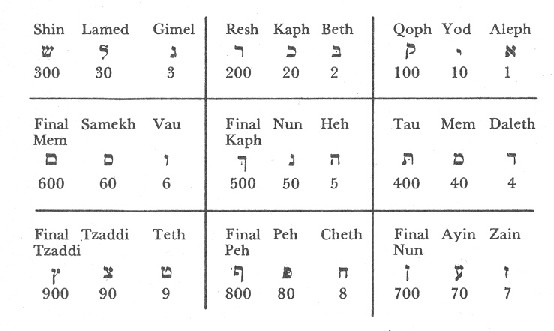 Shin Lamed Gimel Resh Kaph Beth Qoph Yod Aleph
ש ל ג ר כ בּ ק י א
300 30 3 200 20 2 100 10 1
Final Samekh Vau Final Nun Heh Tau Mem Daleth
Mem Kaph
ם ס ו ך נ ה תּ מ ד
600 60 6 500 50 5 400 40 4
Final Tzaddi Teth Final Peh Cheth Final Ayin Zain
Tzaddi Peh Nun
ץ צ ט ף פּ ח ן ע ז
900 90 9 800 80 8 700 70 7